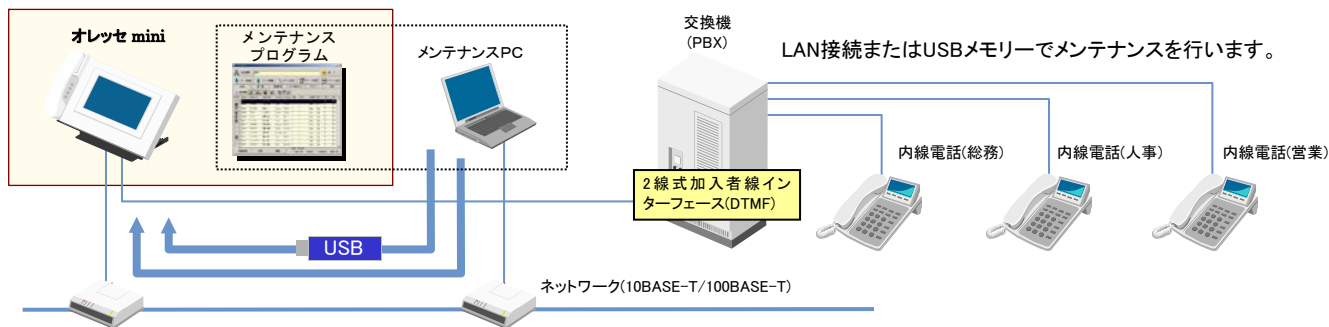 オレッセ mini
メンテナンス
プログラム
メンテナンスPC
交換機
(PBX)
LAN接続またはUSBメモリーでメンテナンスを行います。
内線電話(総務)
内線電話(人事)
内線電話(営業)
2線式加入者線イン
ターフェース(DTMF)
USB
ネットワーク(10BASE-T/100BASE-T)